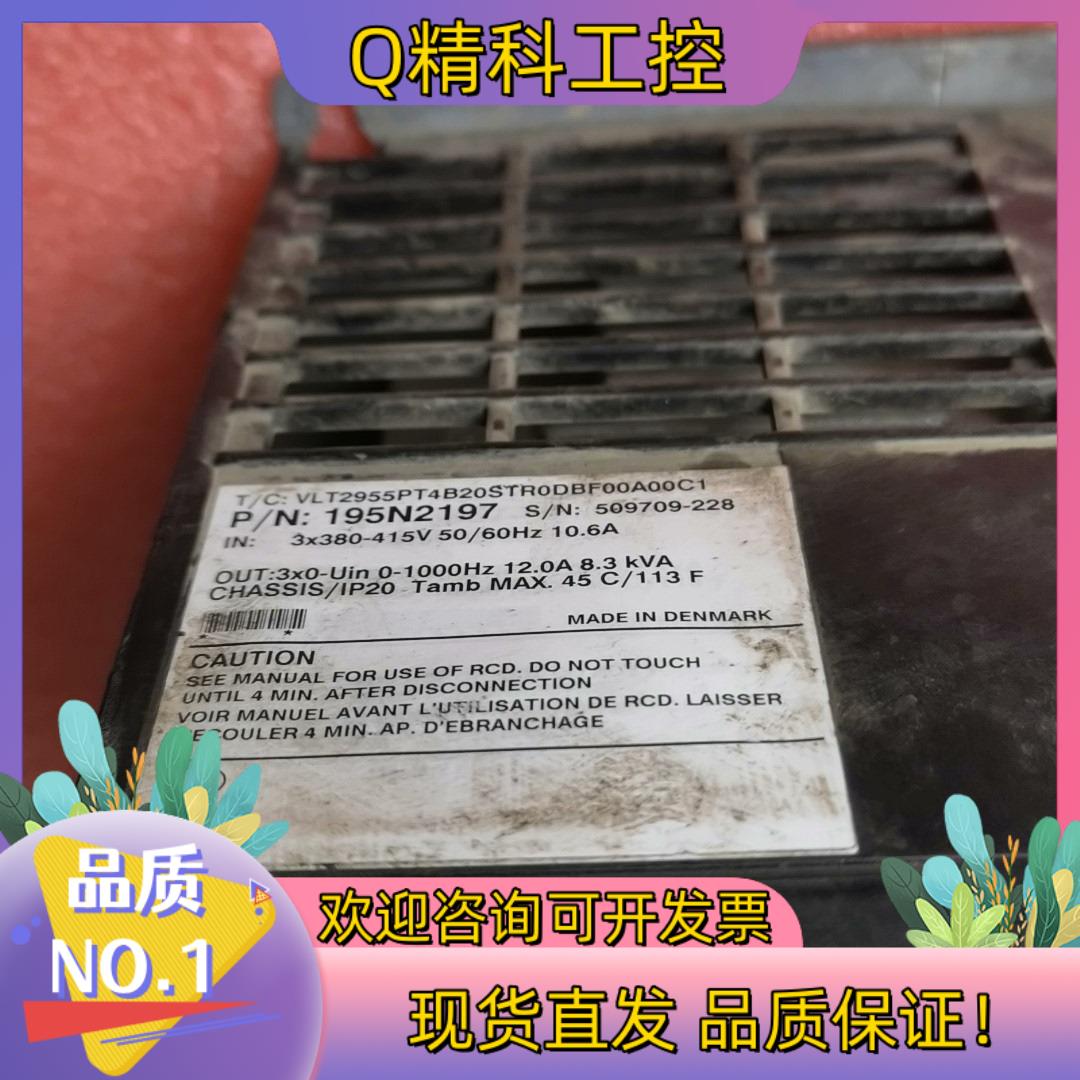 Q精科工控
T/C: VLT2955PT4B20STR0DBF00A00C1
P/N: 195N2197 S/N: 509709-228
IN: 3x380-415V 50/60Hz 10.6A
OUT:3x0-Uin 0-1000Hz 12.0A 8.3 kVA
CHASSIS/IP20 Tamb MAX. 45 C/113 F
* *
MADE IN DENMARK
CAUTION
SEE MANUAL FOR USE OF RCD. DO NOT TOUCH
UNTIL 4 MIN. AFTER DISCONNECTION
VOIR MANUEL AVANT L'UTILISATION DE RCD. LAISSER
ECOULER 4 MIN. AP. D'EBRANCHAGE
品质
NO.1
欢迎咨询可开发票
现货直发 品质保证!